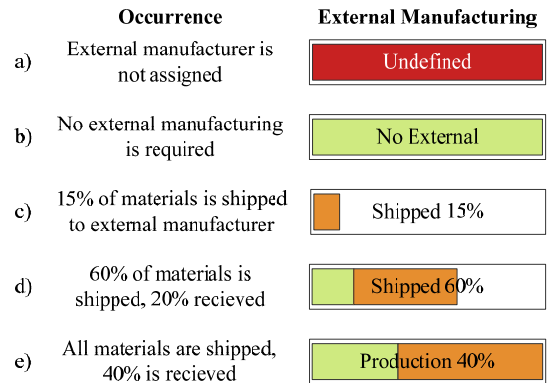 Occurrence External Manufacturing
a) External manufacturer is
not assigned
Undefined
b) No external manufacturing
is required
No External
c) 15% of materials is shipped
to external manufacturer
Shipped 15%
d) 60% of materials is
shipped, 20% recieved
Shipped 60%
e) All materials are shipped,
40% is recieved
Production 40%